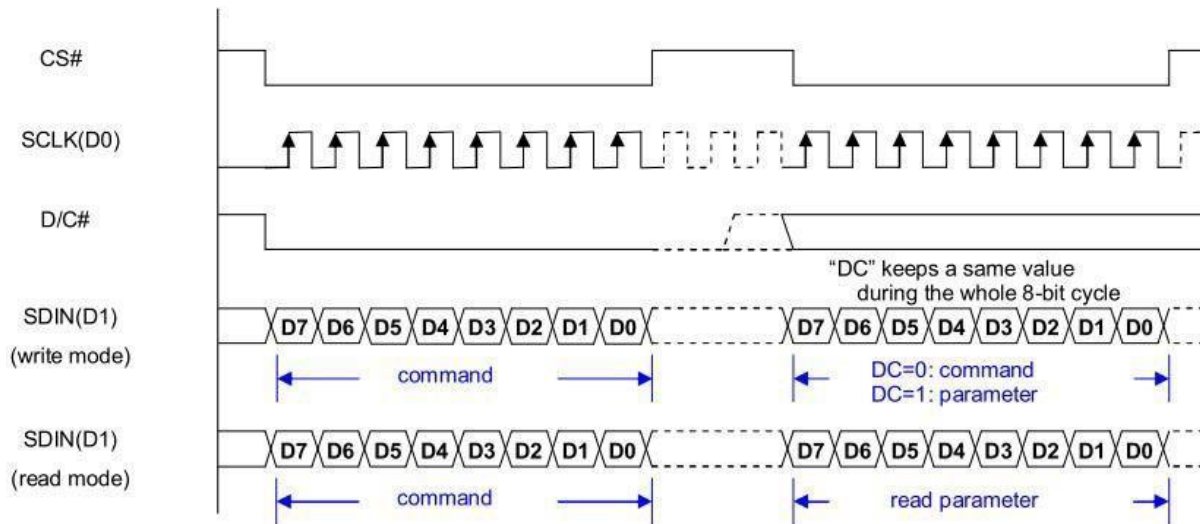 CS#
SCLK(D0)
D/C#
"DC" keeps a same value
during the whole 8-bit cycle
SDIN(D1)
(write mode)
D7 D6 D5 D4 D3 D2 D1 D0 D7 D6 D5 D4 D3 D2 D1 D0
command
DC=0: command
DC=1: parameter
SDIN(D1)
(read mode)
D7 D6 D5 D4 D3 D2 D1 D0 D7 D6 D5 D4 D3 D2 D1 D0
command read parameter